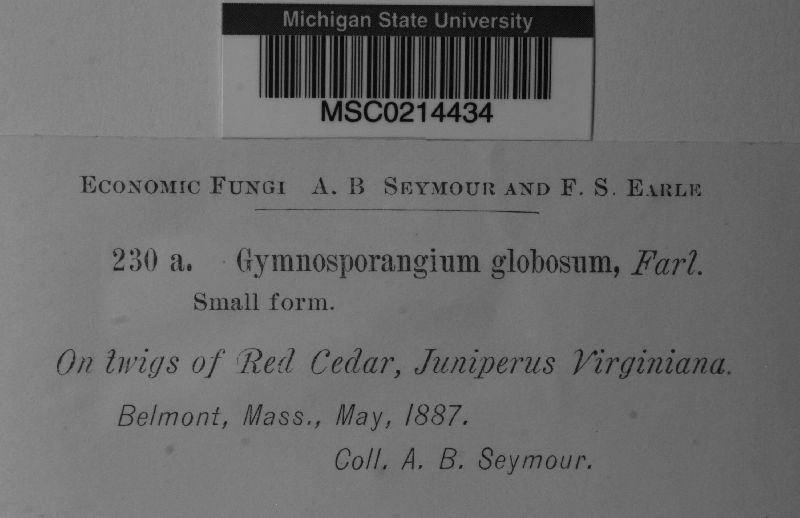 Michigan State University
MSC0214434
Economic Fungi A. B Seymour and F. S. Earle
230 a. Gymnosporangium globosum, Farl.
Small form.
On twigs of Red Cedar, Juniperus Virginiana.
Belmont, Mass., May, 1887.
Coll. A. B. Seymour.